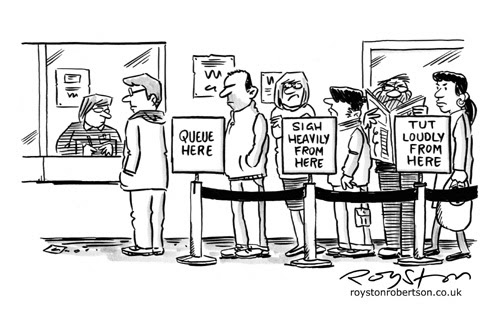 QUEUE
HERE
SIGH
HEAVILY
FROM
HERE
TUT
LOUDLY
FROM
HERE
ROYSTON
roystonrobertson.co.uk